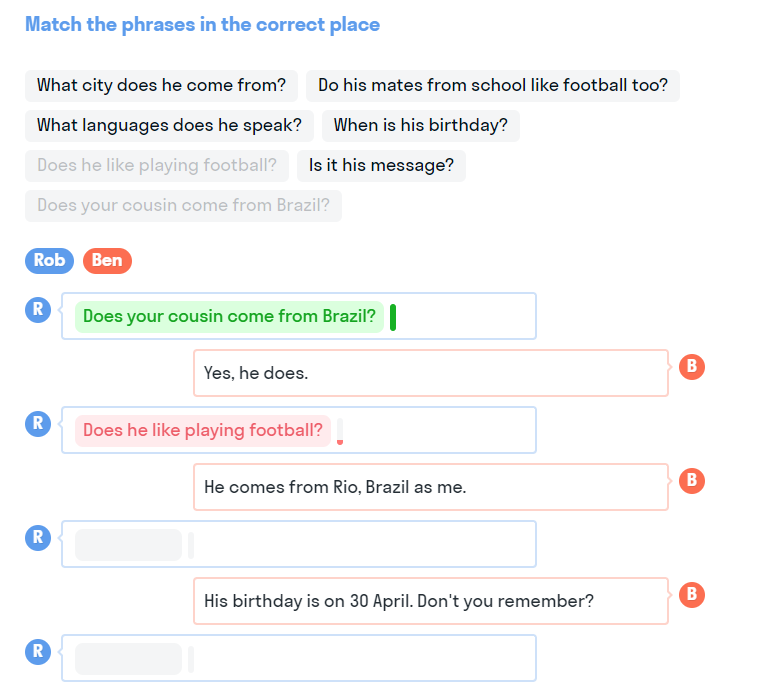 Match the phrases in the correct place
What city does he come from? Do his mates from school like football too?
What languages does he speak? When is his birthday?
Does he like playing football? Is it his message?
Does your cousin come from Brazil?
Rob Ben
R Does your cousin come from Brazil?
Yes, he does. B
R Does he like playing football?
He comes from Rio, Brazil as me. B
R
His birthday is on 30 April. Don't you remember? B
R